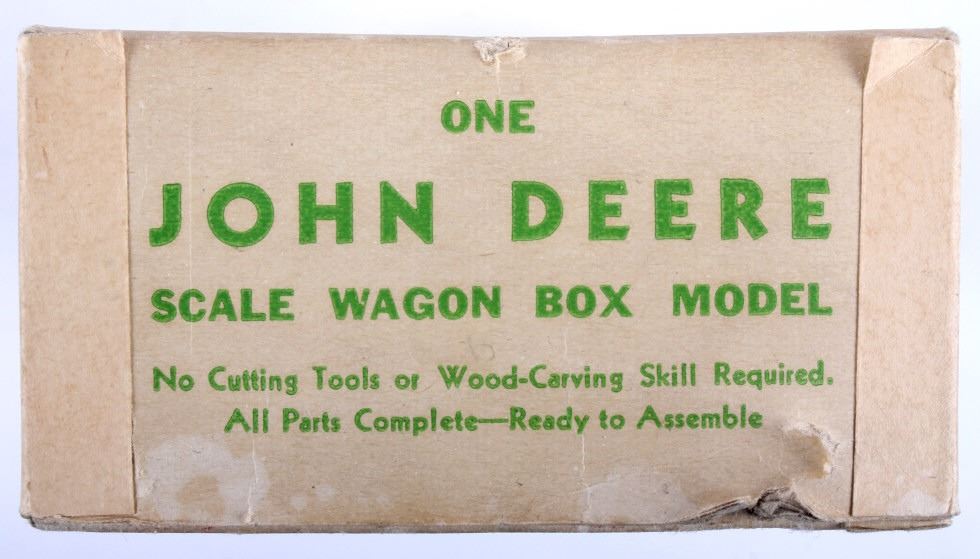 ONE
JOHN DEERE
SCALE WAGON BOX MODEL
No Cutting Tools or Wood-Carving Skill Required.
All Parts Complete—Ready to Assemble